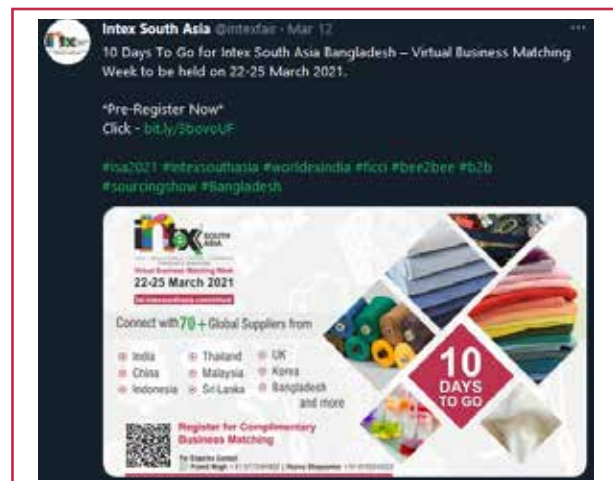 Intex South Asia @intexfair · Mar 12
10 Days To Go for Intex South Asia Bangladesh – Virtual Business Matching
Week to be held on 22-25 March 2021.
*Pre-Register Now*
Click - bit.ly/3bovoUF
#isa2021 #intexsouthasia #worldexindia #ficci #bee2bee #b2b
#sourcingshow #Bangladesh
intex SOUTH ASIA
Virtual Business Matching Week
22-25 March 2021
Connect with 70+ Global Suppliers from
India
Thailand
UK
China
Malaysia
Korea
Indonesia
Sri Lanka
Bangladesh
and more
10
DAYS
TO GO
Register for Complimentary
Business Matching
For Enquiries Contact